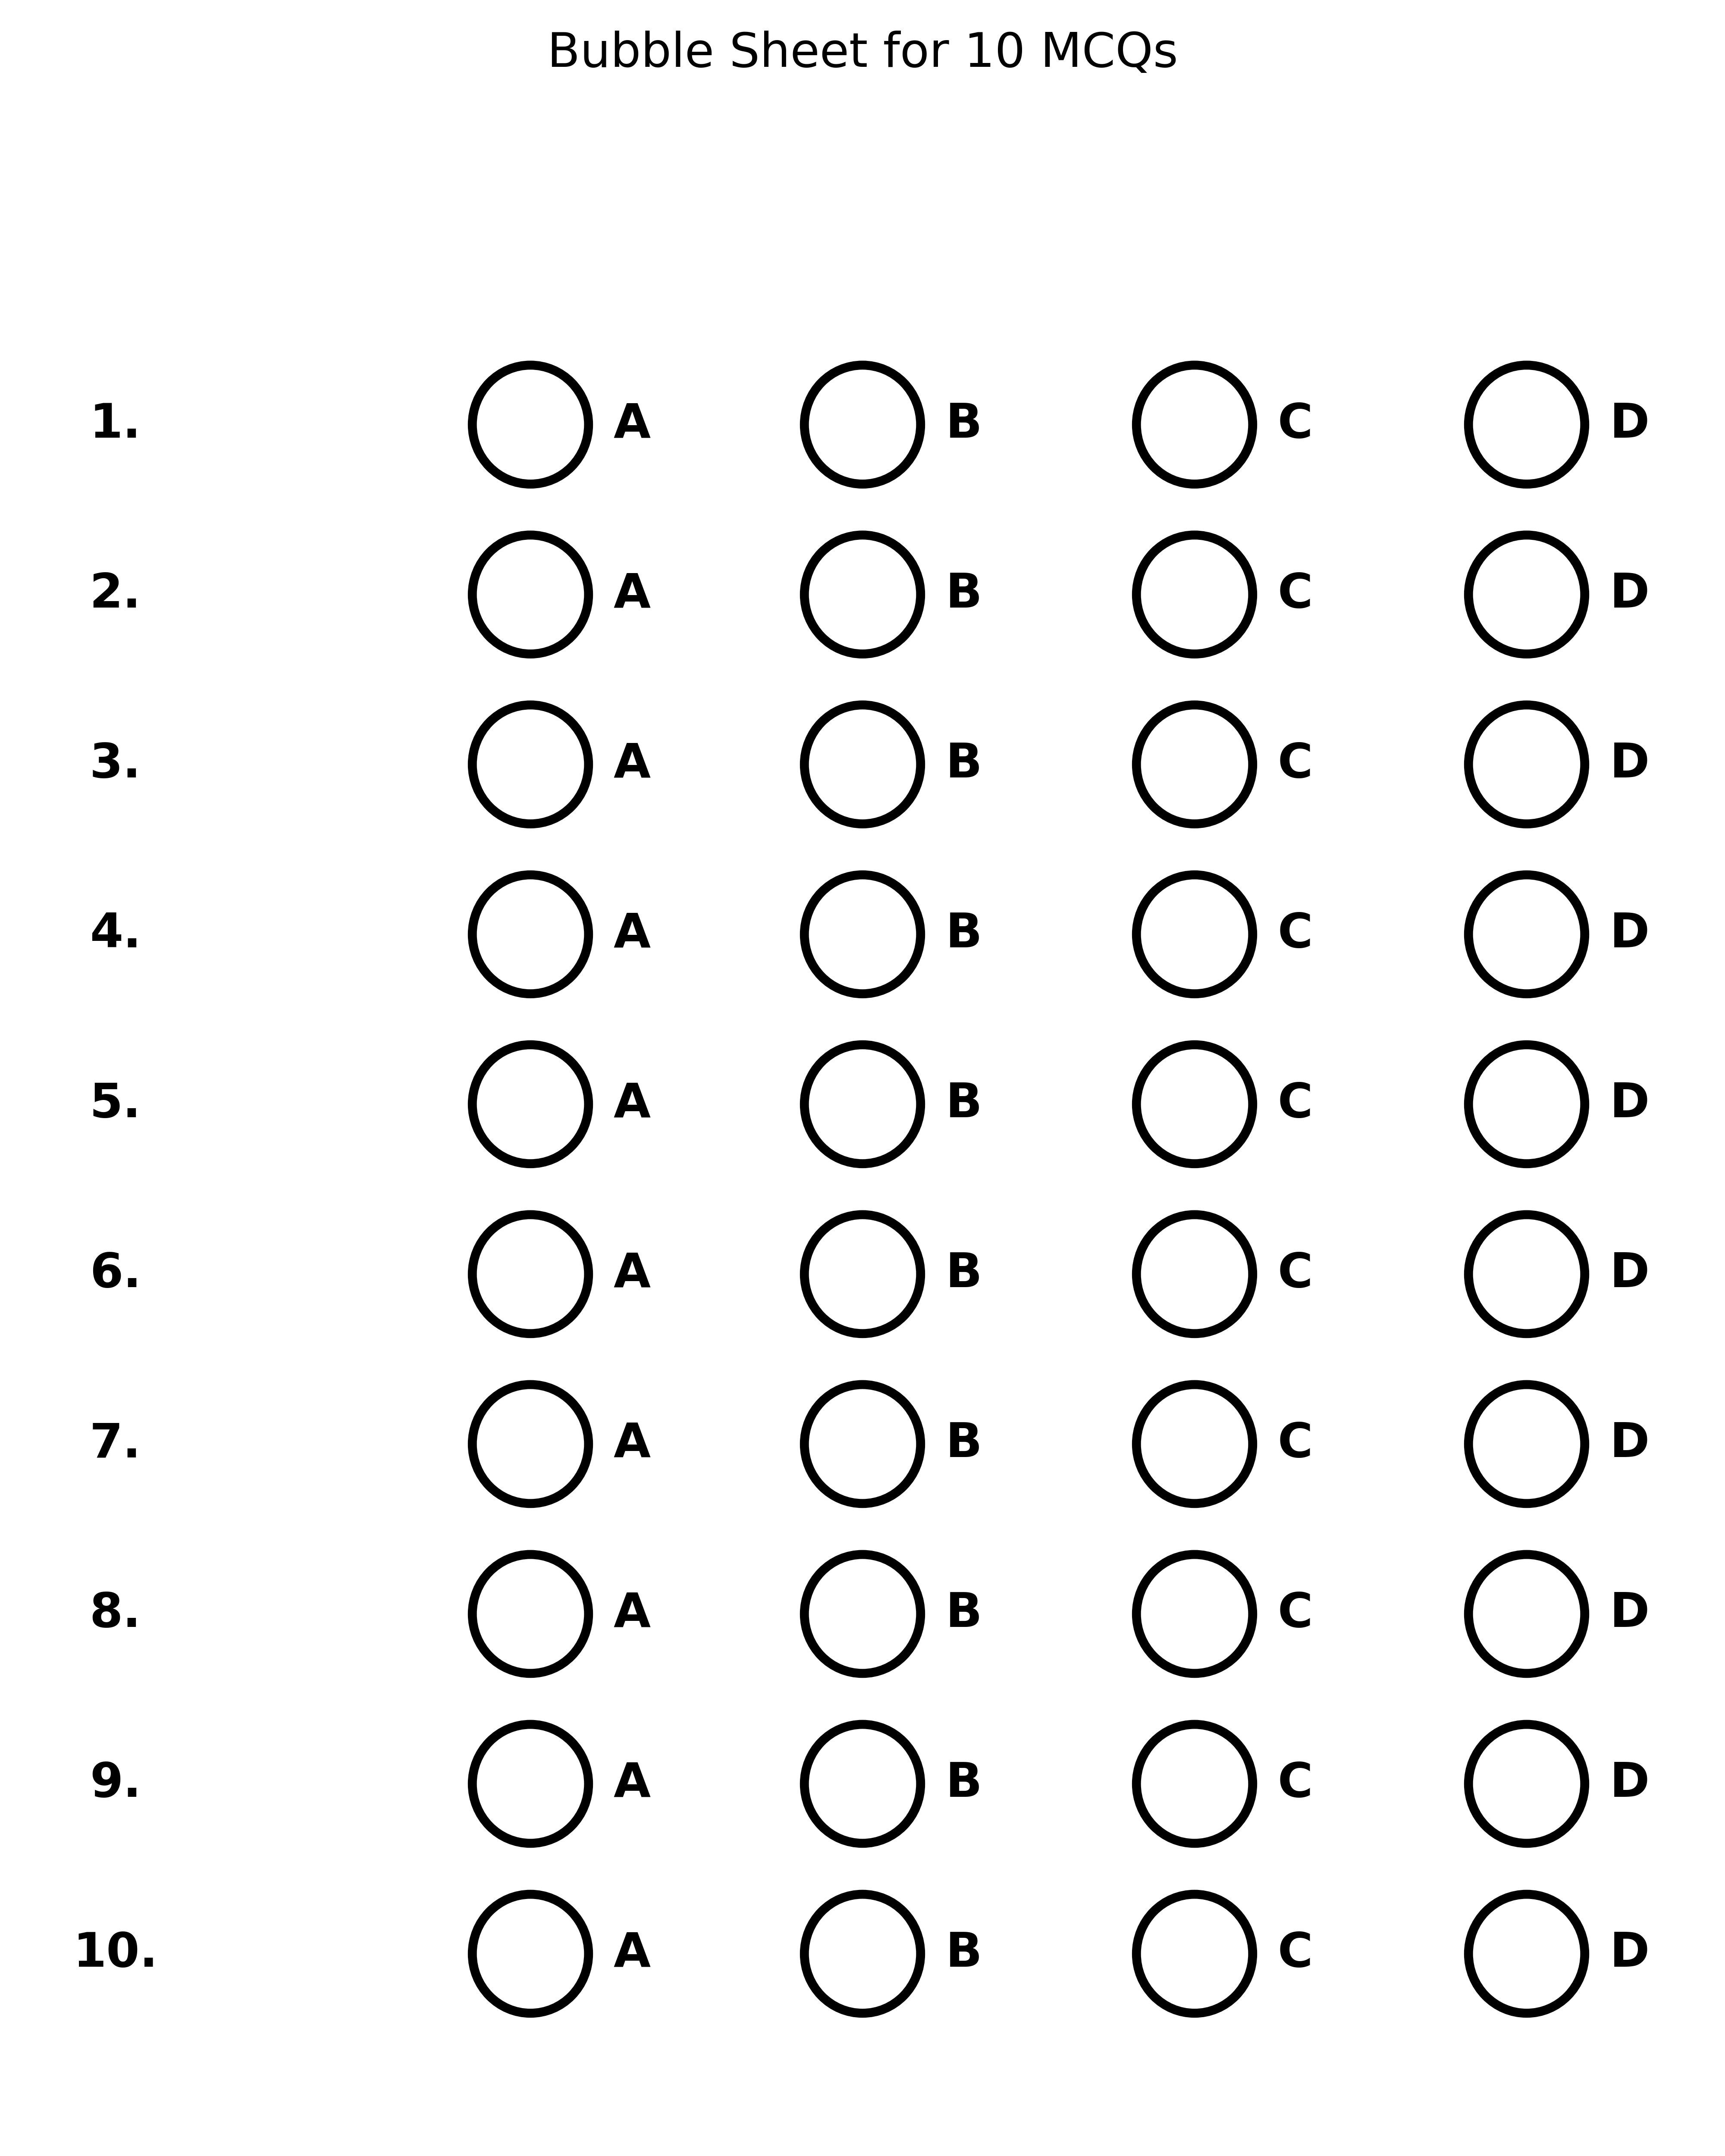 Bubble Sheet for 10 MCQs
1. A B C D
2. A B C D
3. A B C D
4. A B C D
5. A B C D
6. A B C D
7. A B C D
8. A B C D
9. A B C D
10. A B C D